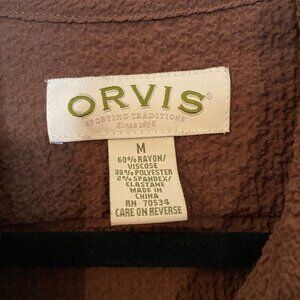 ORVIS®
SPORTING TRADITIONS
Since 1856
M
60% RAYON/
VISCOSE
38% POLYESTER
2% SPANDEX/
ELASTANE
MADE IN
CHINA
RN 70534
CARE ON REVERSE